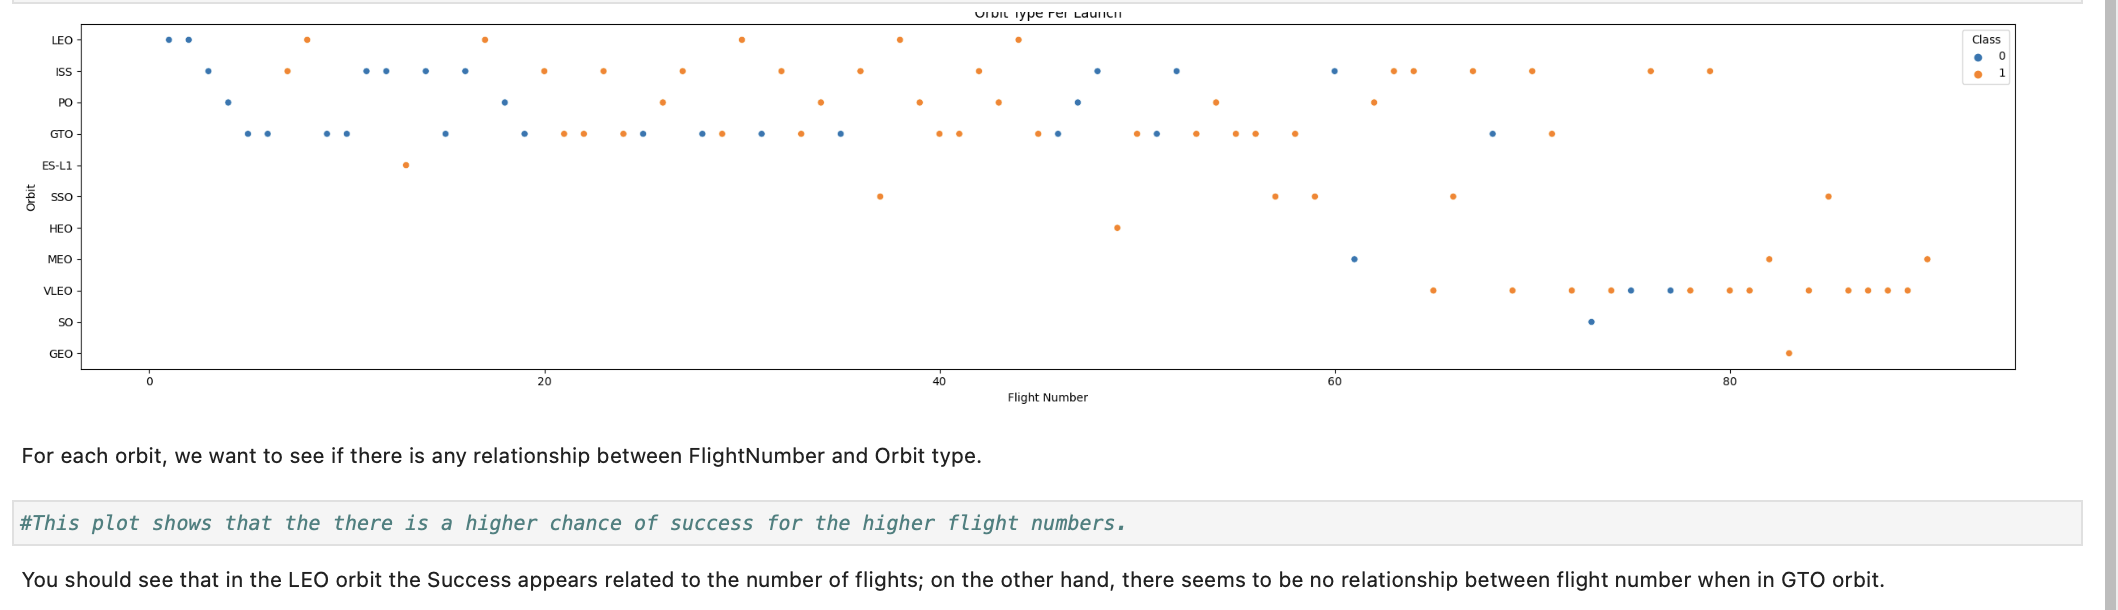 Orbit Type Per Launch
LEO
ISS
PO
GTO
ES-L1
SSO
HEO
MEO
VLEO
SO
GEO
Orbit
Class
0
1
0 20 40 60 80
Flight Number
For each orbit, we want to see if there is any relationship between FlightNumber and Orbit type.
#This plot shows that the there is a higher chance of success for the higher flight numbers.
You should see that in the LEO orbit the Success appears related to the number of flights; on the other hand, there seems to be no relationship between flight number when in GTO orbit.